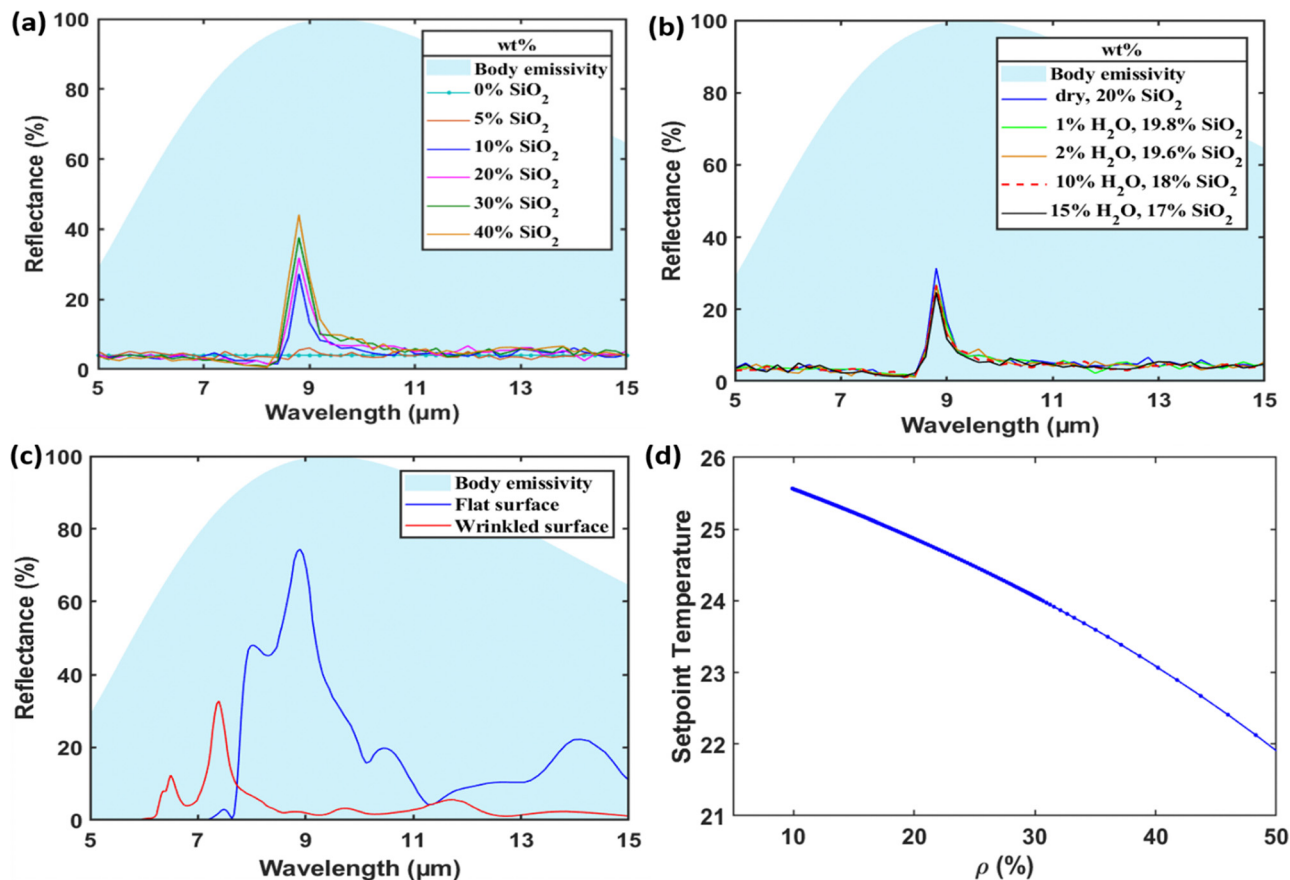 (a)
100
80
60
40
20
0
Reflectance (%)
wt%
Body emissivity
0% SiO2
5% SiO2
10% SiO2
20% SiO2
30% SiO2
40% SiO2
5 7 9 11 13 15
Wavelength (μm)
(b)
100
80
60
40
20
0
Reflectance (%)
wt%
Body emissivity
dry, 20% SiO2
1% H2O, 19.8% SiO2
2% H2O, 19.6% SiO2
10% H2O, 18% SiO2
15% H2O, 17% SiO2
5 7 9 11 13 15
Wavelength (μm)
(c)
100
80
60
40
20
0
Reflectance (%)
Body emissivity
Flat surface
Wrinkled surface
5 7 9 11 13 15
Wavelength (μm)
(d)
26
25
24
23
22
21
Setpoint Temperature
10 20 30 40 50
ρ (%)